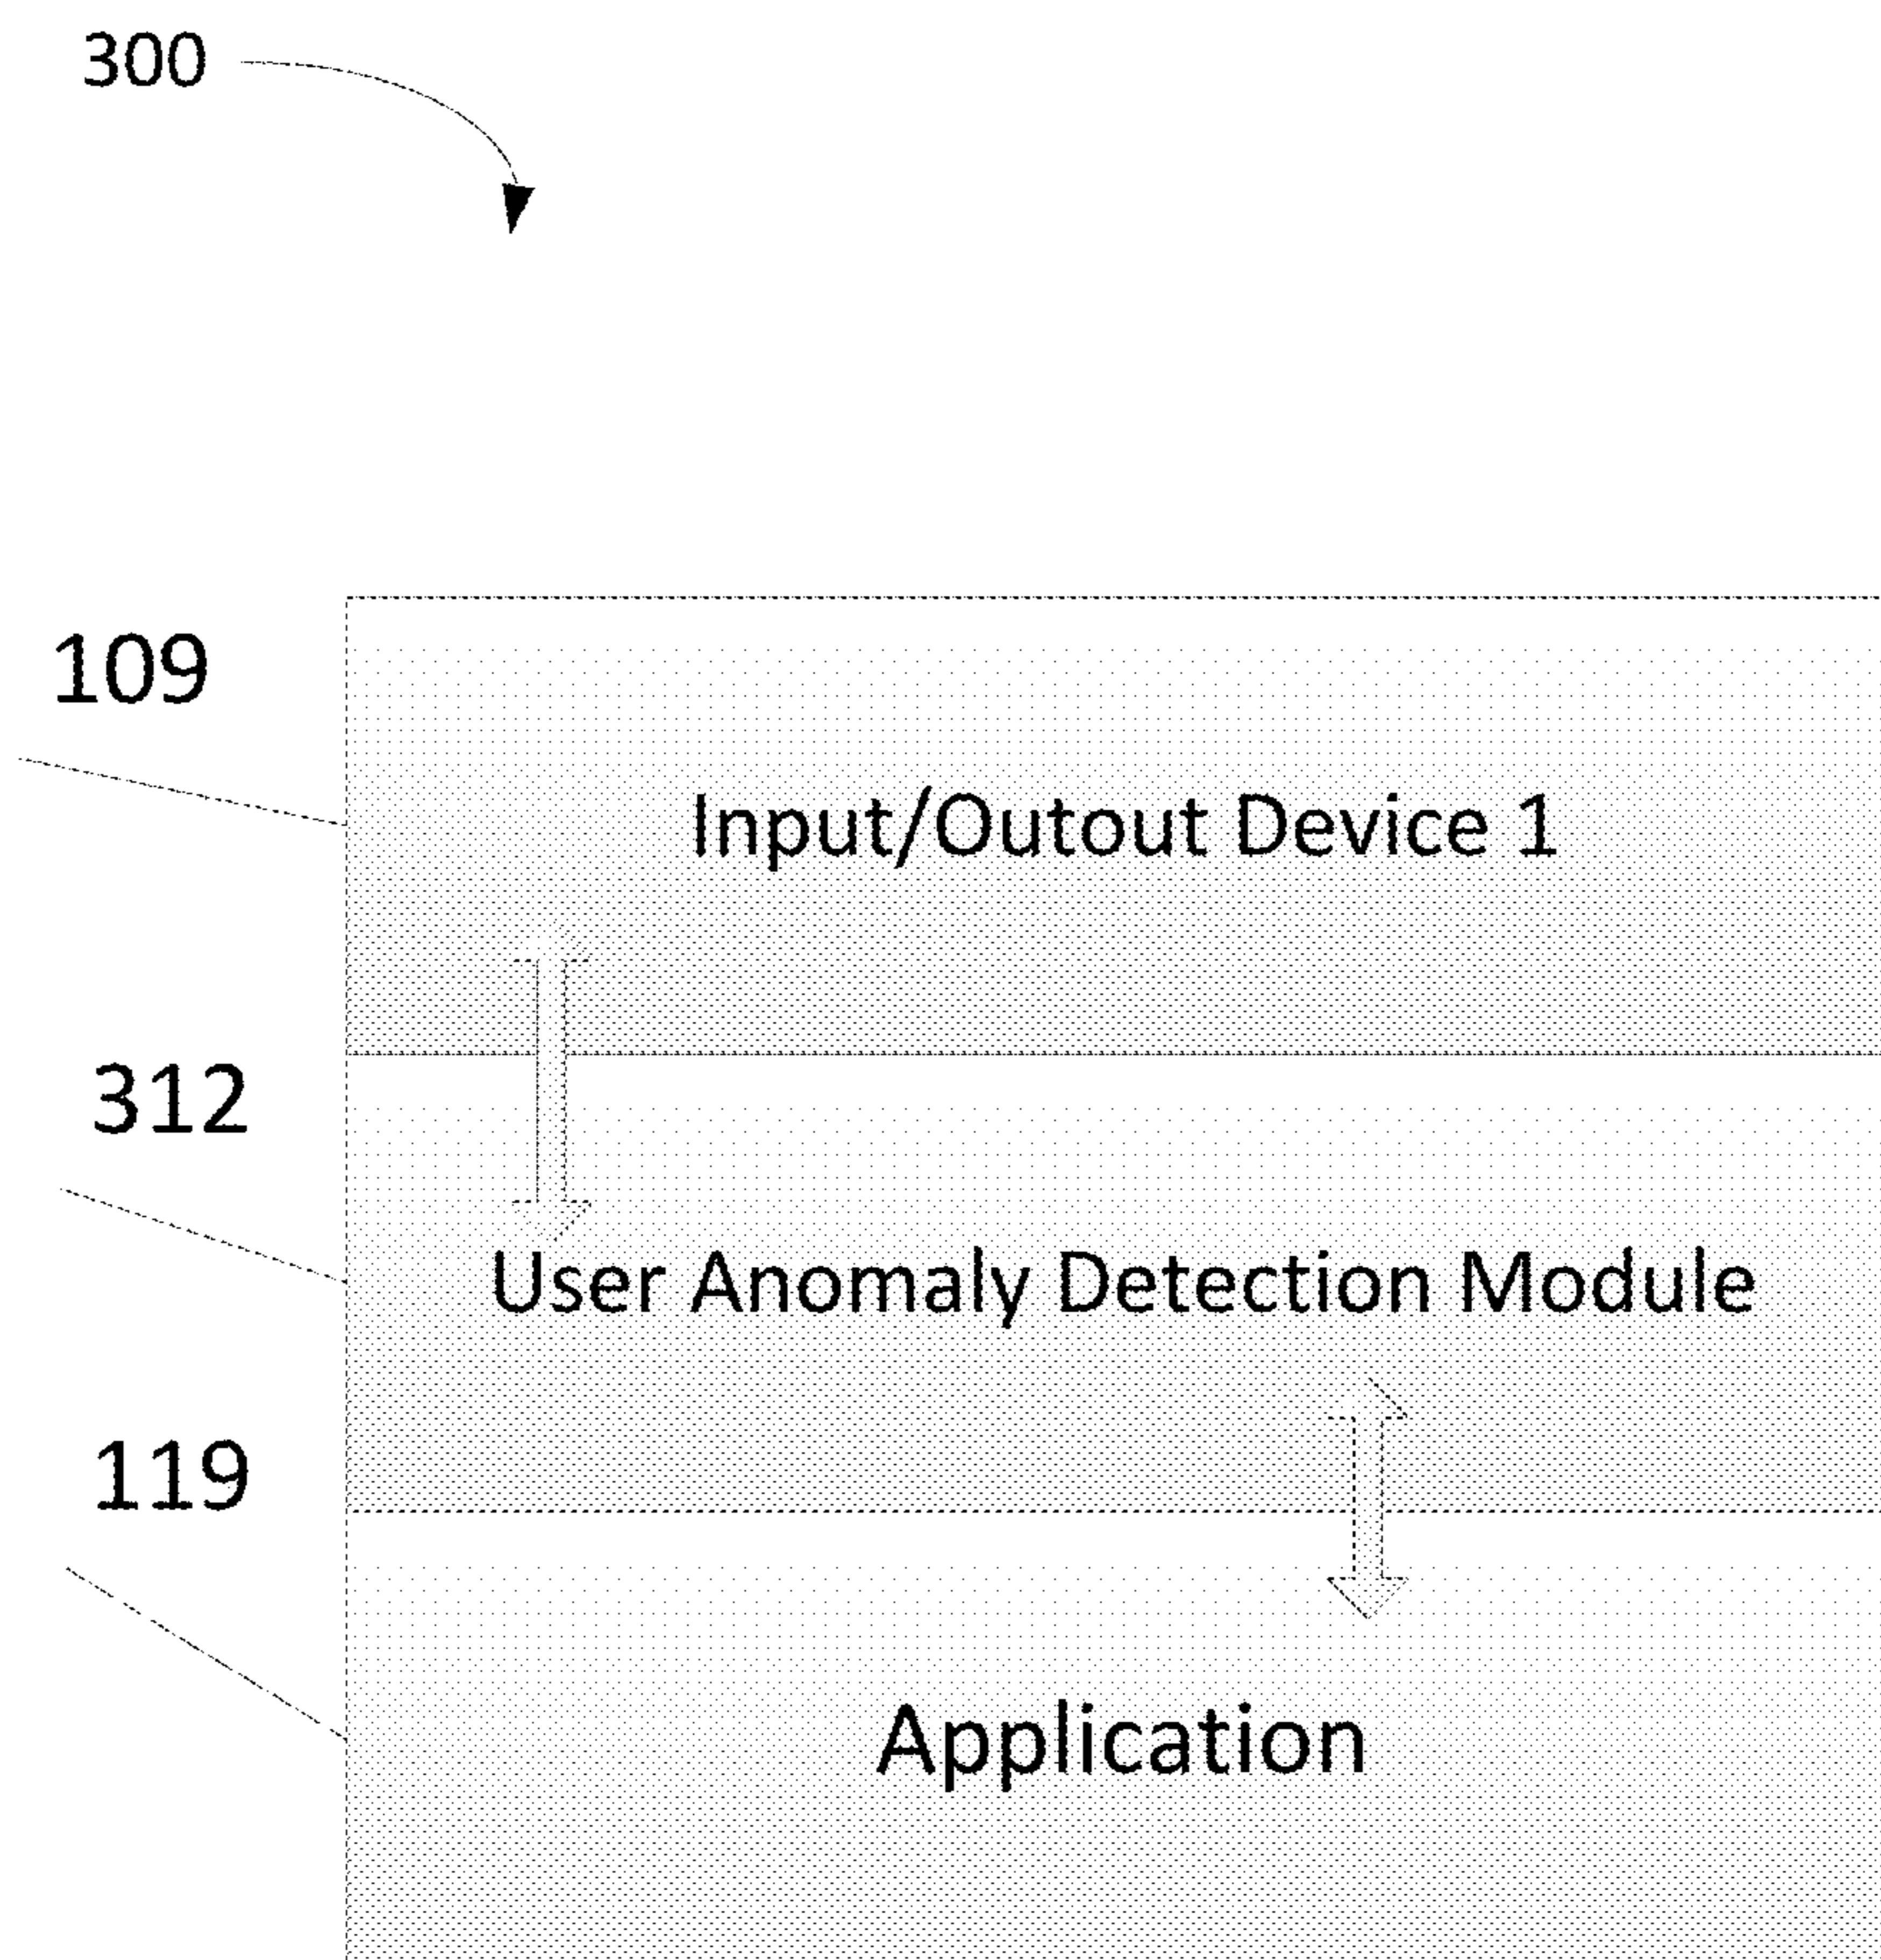 300
109
Input/Outout Device 1
312
User Anomaly Detection Module
119
Application